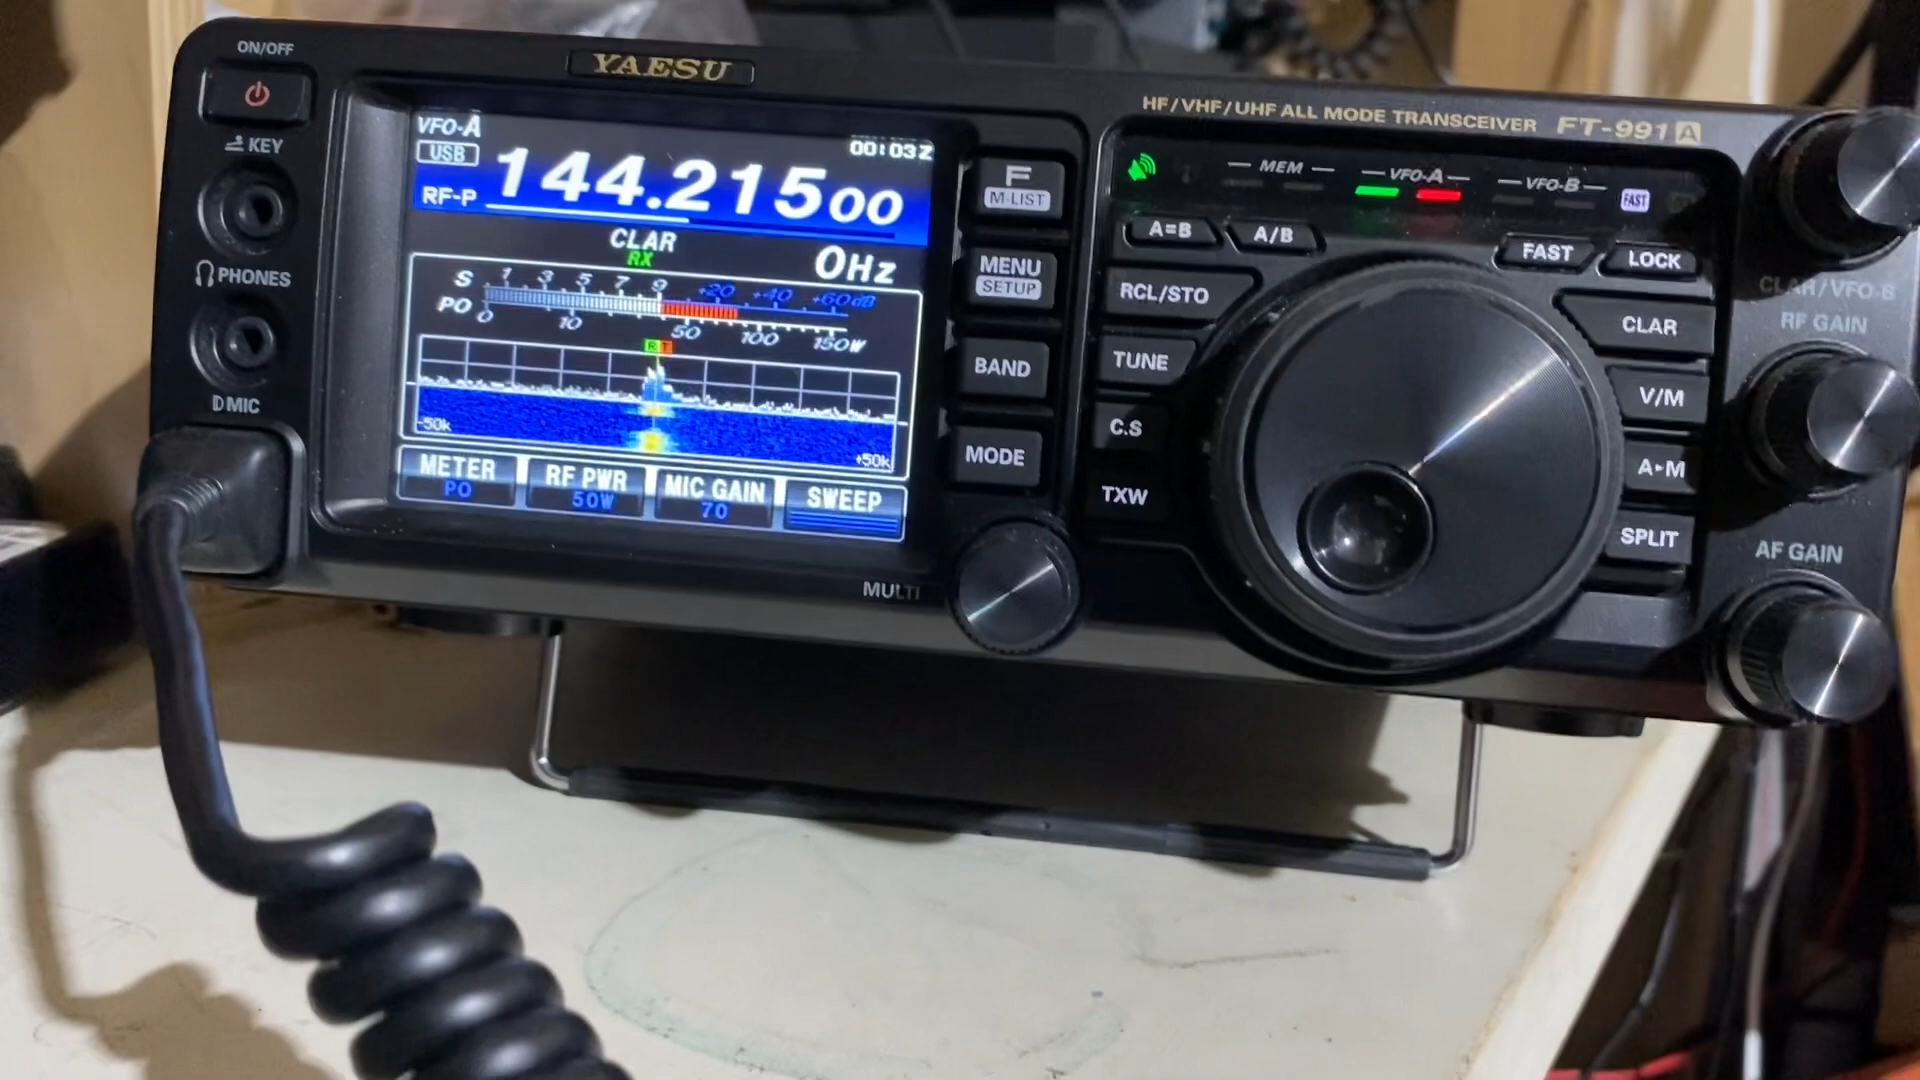 ON/OFF
YAESU
HF/VHF/UHF ALL MODE TRANSCEIVER FT-991A
KEY
PHONES
MIC
VFO-A
USB
00:03Z
144.21500
RF-P
CLAR
RX
0Hz
S 1 3 5 7 9 +20 +40 +60dB
PO 0 10 50 100 150W
R T
-50k
+50k
METER
PO
RF PWR
50W
MIC GAIN
70
SWEEP
F
M-LIST
MENU
SETUP
BAND
MODE
MULTI
MEM
VFO-A
VFO-B
FAST
A=B
A/B
FAST
LOCK
RCL/STO
TUNE
C.S
TXW
CLAR
V/M
A▸M
SPLIT
CLAR/VFO-B
RF GAIN
AF GAIN